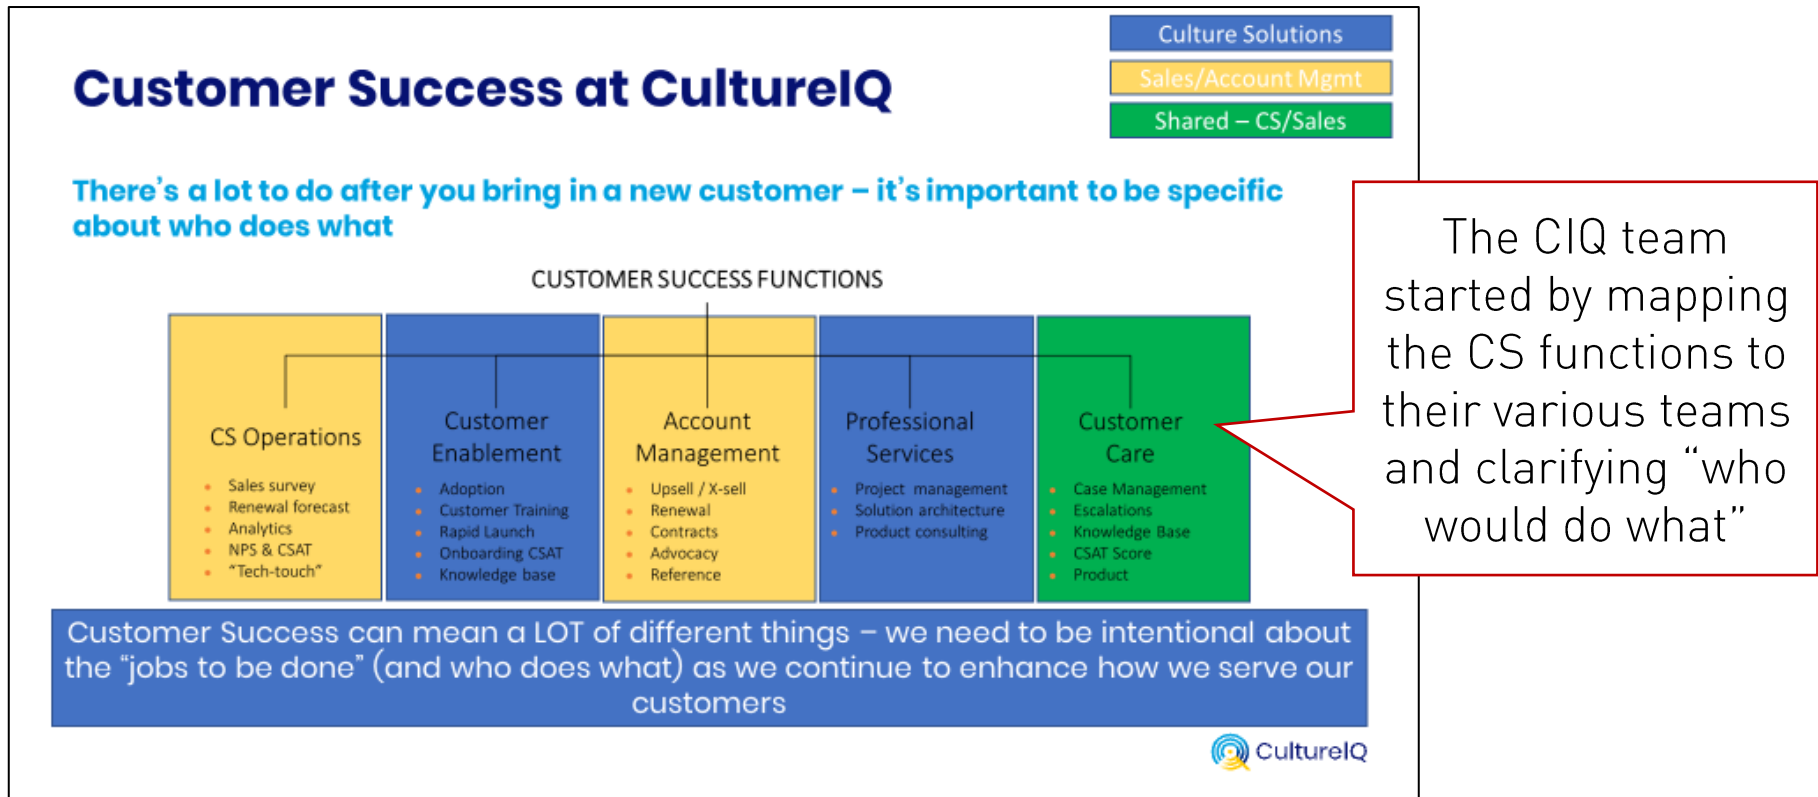 Culture Solutions
Sales/Account Mgmt
Shared – CS/Sales
Customer Success at CultureIQ
There's a lot to do after you bring in a new customer – it's important to be specific
about who does what
CUSTOMER SUCCESS FUNCTIONS
CS Operations
• Sales survey
• Renewal forecast
• Analytics
• NPS & CSAT
• "Tech-touch"
Customer
Enablement
• Adoption
• Customer Training
• Rapid Launch
• Onboarding CSAT
• Knowledge base
Account
Management
• Upsell / X-sell
• Renewal
• Contracts
• Advocacy
• Reference
Professional
Services
• Project management
• Solution architecture
• Product consulting
Customer
Care
• Case Management
• Escalations
• Knowledge Base
• CSAT Score
• Product
Customer Success can mean a LOT of different things – we need to be intentional about
the "jobs to be done" (and who does what) as we continue to enhance how we serve our
customers
CultureIQ
The CIQ team
started by mapping
the CS functions to
their various teams
and clarifying "who
would do what"